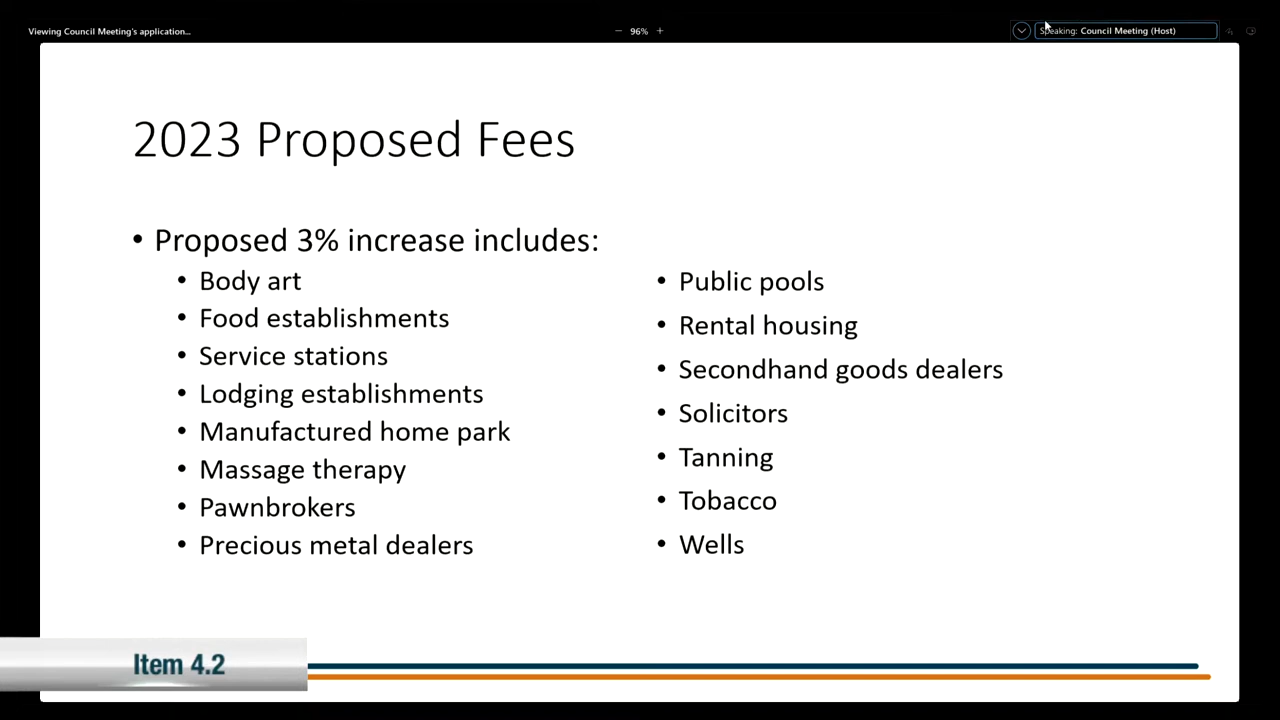 Viewing Council Meeting's application...
− 96% +
Speaking: Council Meeting (Host)
2023 Proposed Fees
• Proposed 3% increase includes:
• Body art
• Food establishments
• Service stations
• Lodging establishments
• Manufactured home park
• Massage therapy
• Pawnbrokers
• Precious metal dealers
• Public pools
• Rental housing
• Secondhand goods dealers
• Solicitors
• Tanning
• Tobacco
• Wells
Item 4.2